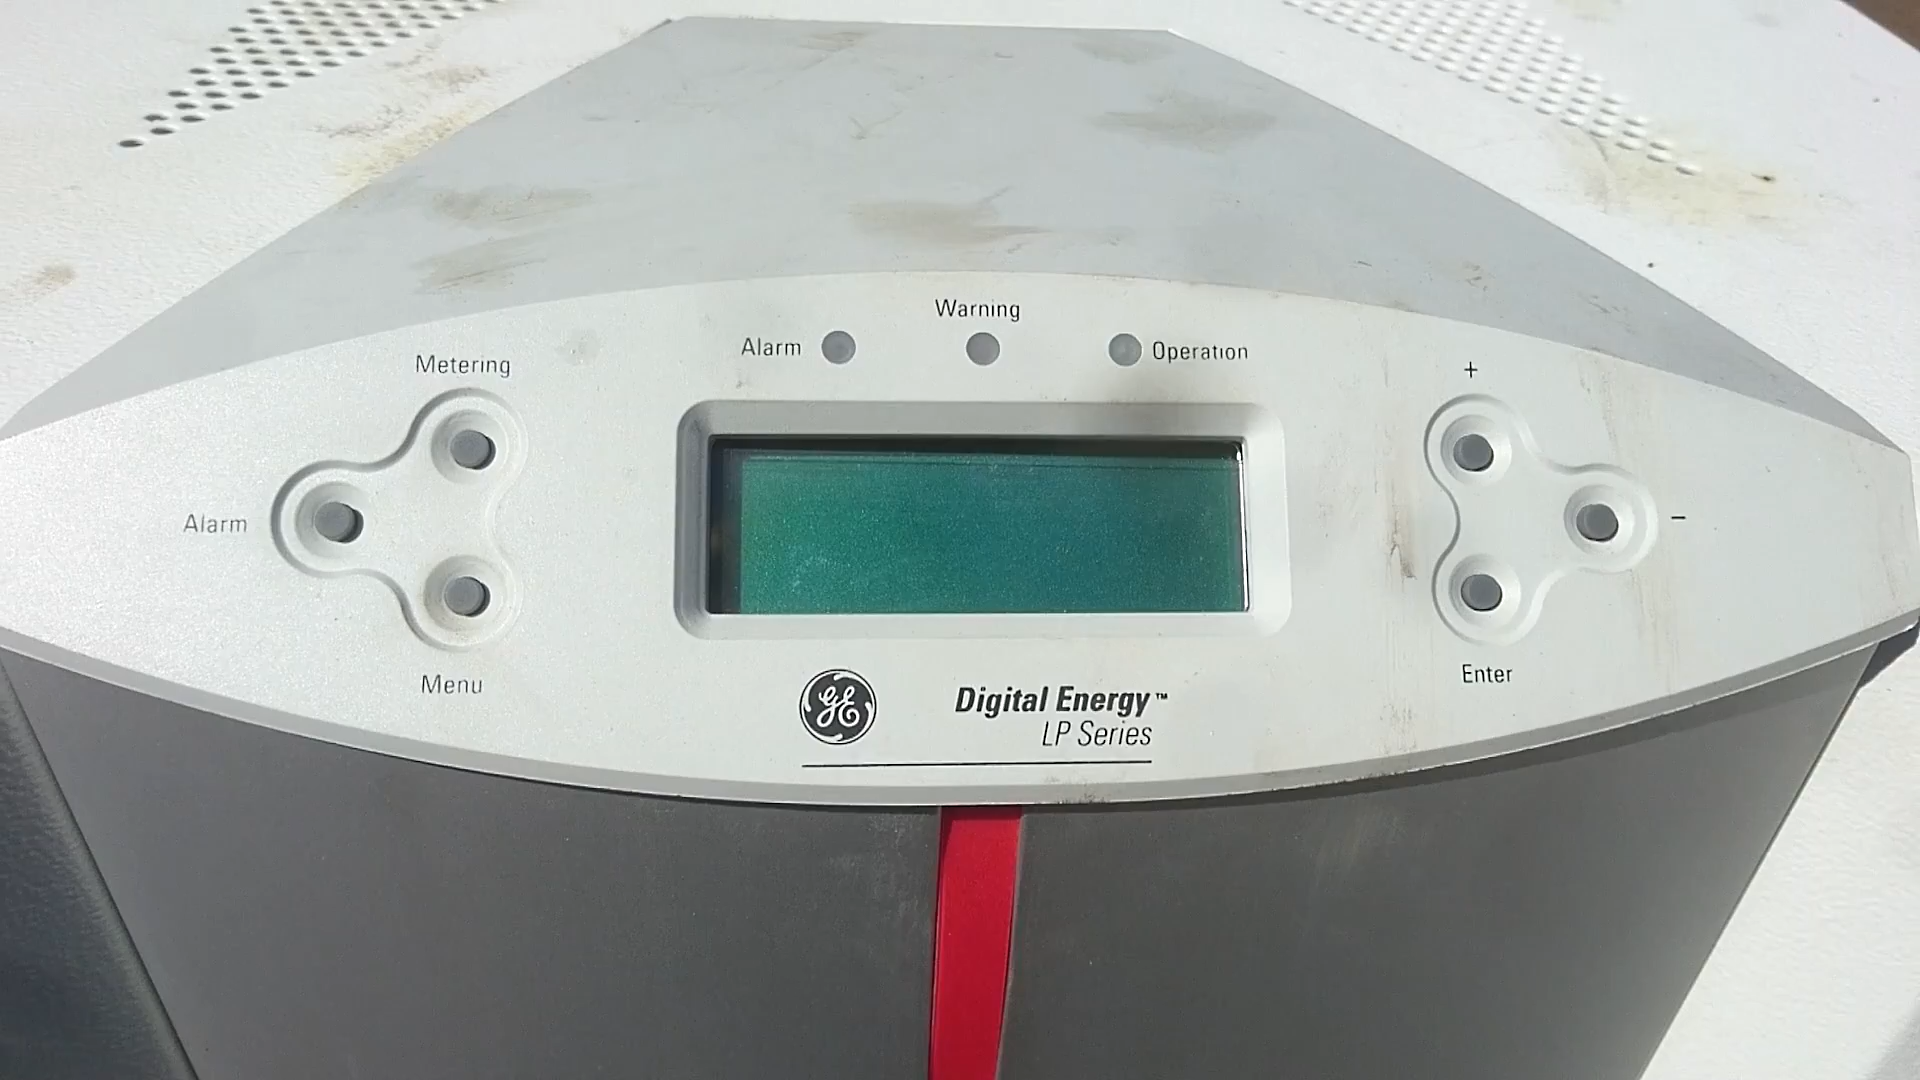 Warning
Alarm
Operation
Metering
+
Alarm
-
Menu
Enter
GE
Digital Energy™
LP Series